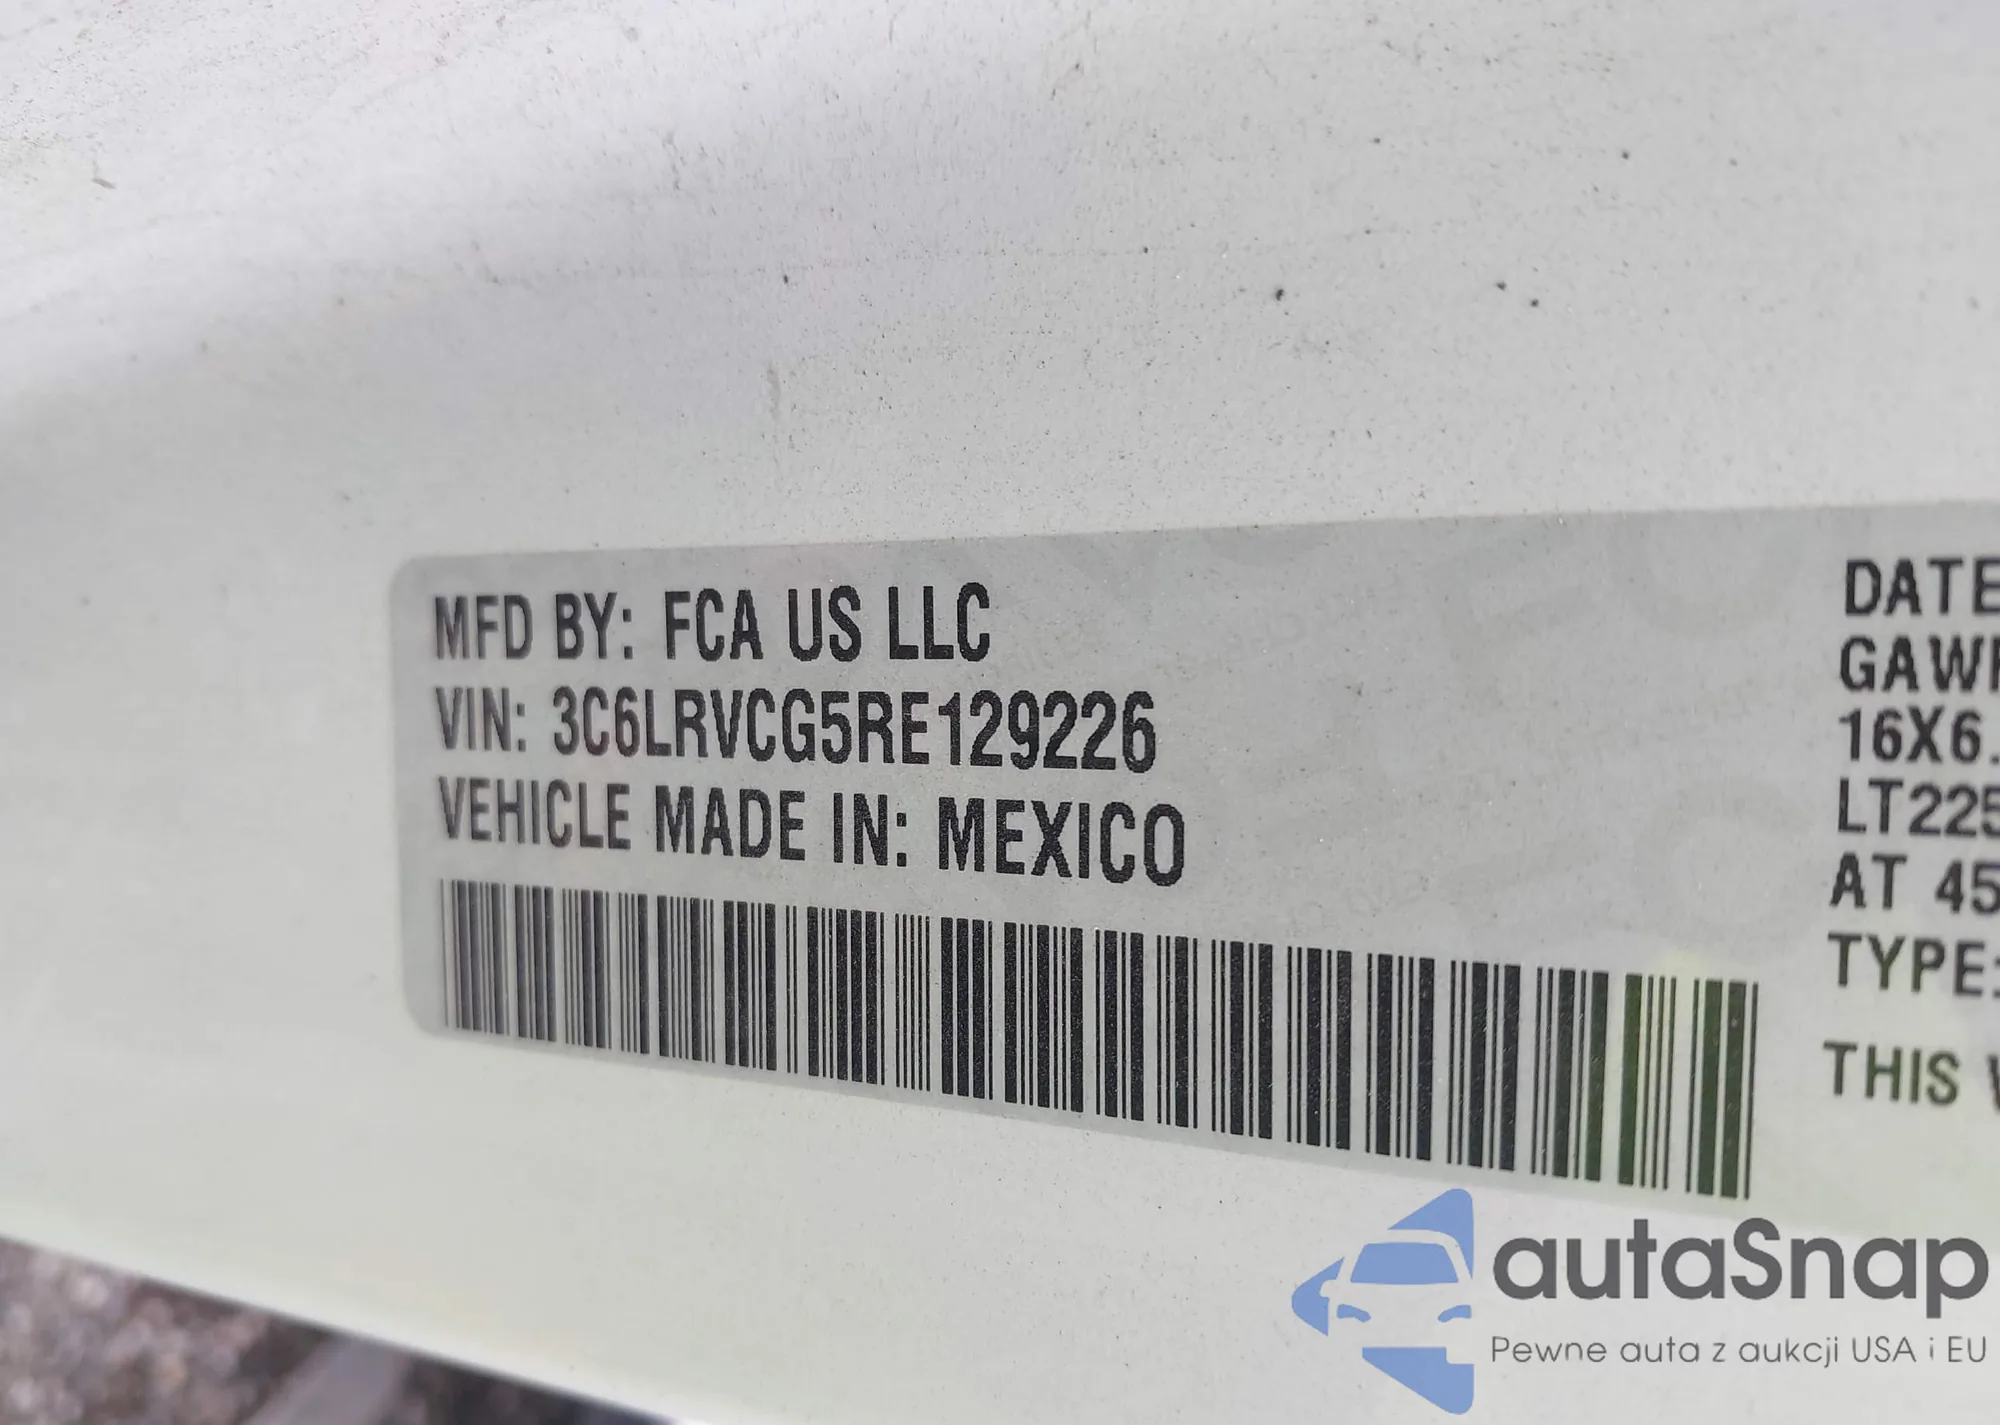 MFD BY: FCA US LLC
VIN: 3C6LRVCG5RE129226
VEHICLE MADE IN: MEXICO
DATE
GAWR
16X6.
LT225
AT 45
TYPE:
THIS
autaSnap
Pewne auta z aukcji USA i EU